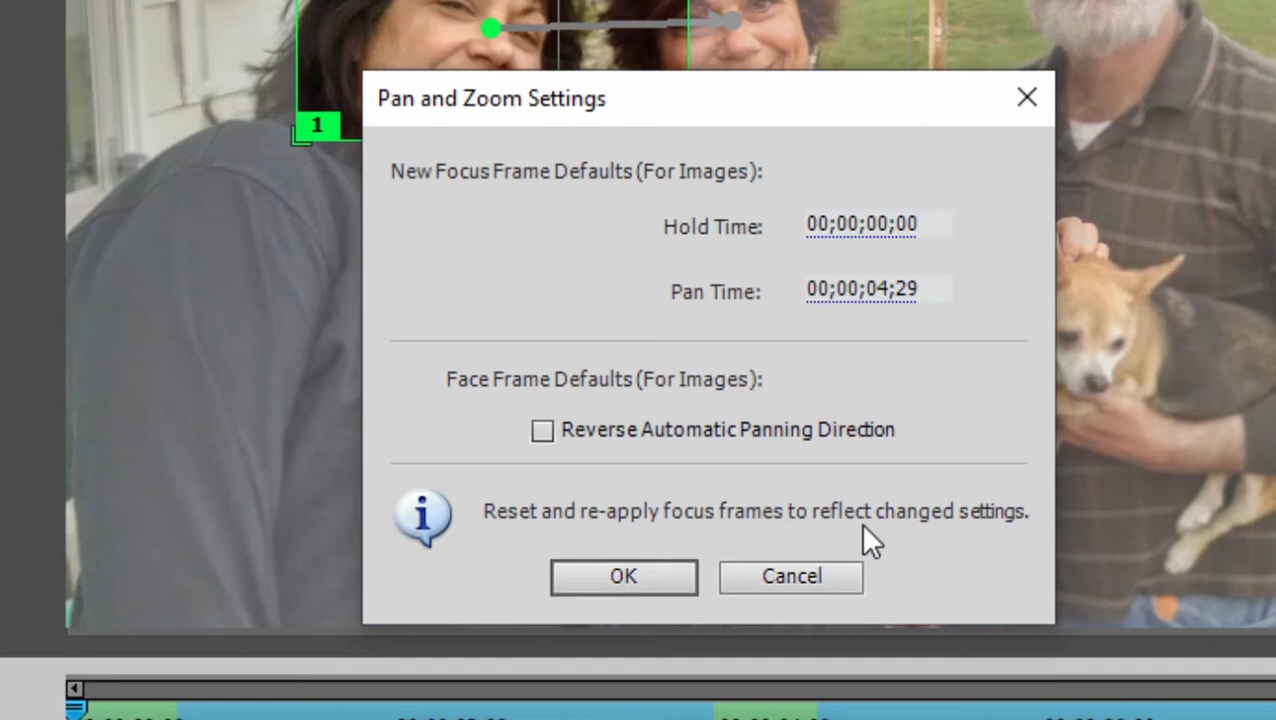 1
Pan and Zoom Settings
New Focus Frame Defaults (For Images):
Hold Time: 00;00;00;00
Pan Time: 00;00;04;29
Face Frame Defaults (For Images):
Reverse Automatic Panning Direction
Reset and re-apply focus frames to reflect changed settings.
OK Cancel